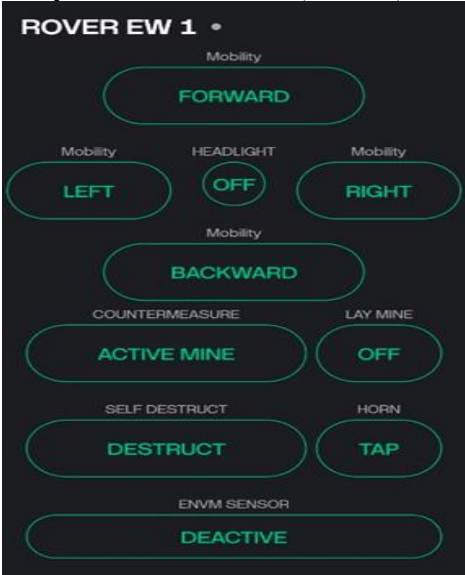 ROVER EW 1
Mobility
FORWARD
Mobility HEADLIGHT Mobility
LEFT OFF RIGHT
Mobility
BACKWARD
COUNTERMEASURE LAY MINE
ACTIVE MINE OFF
SELF DESTRUCT HORN
DESTRUCT TAP
ENVM SENSOR
DEACTIVE